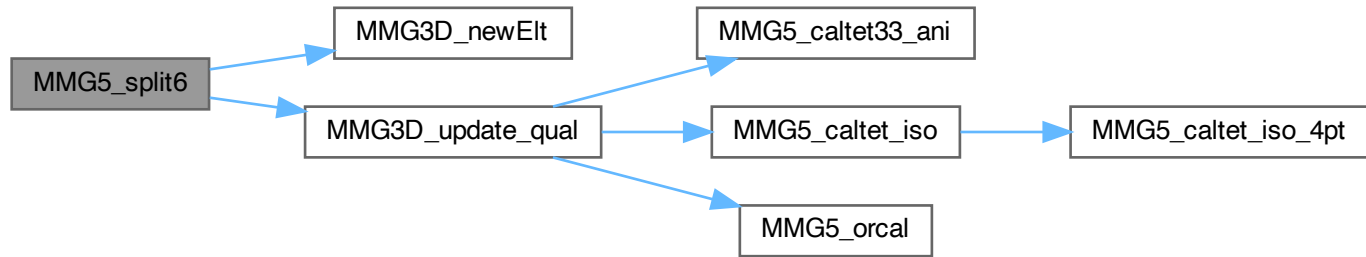 MMG5_split6
MMG3D_newElt
MMG3D_update_qual
MMG5_caltet33_ani
MMG5_caltet_iso
MMG5_caltet_iso_4pt
MMG5_orcal